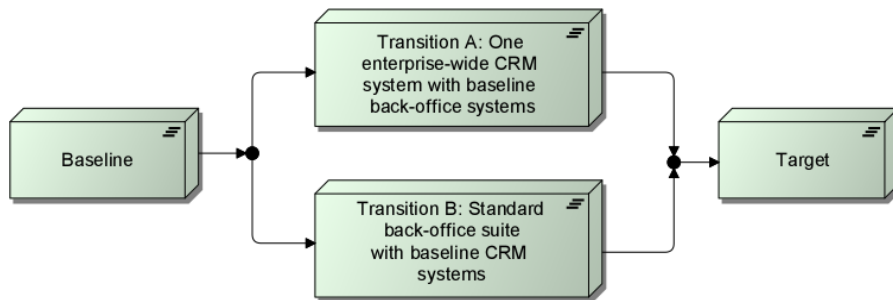 Baseline
Transition A: One
enterprise-wide CRM
system with baseline
back-office systems
Transition B: Standard
back-office suite
with baseline CRM
systems
Target